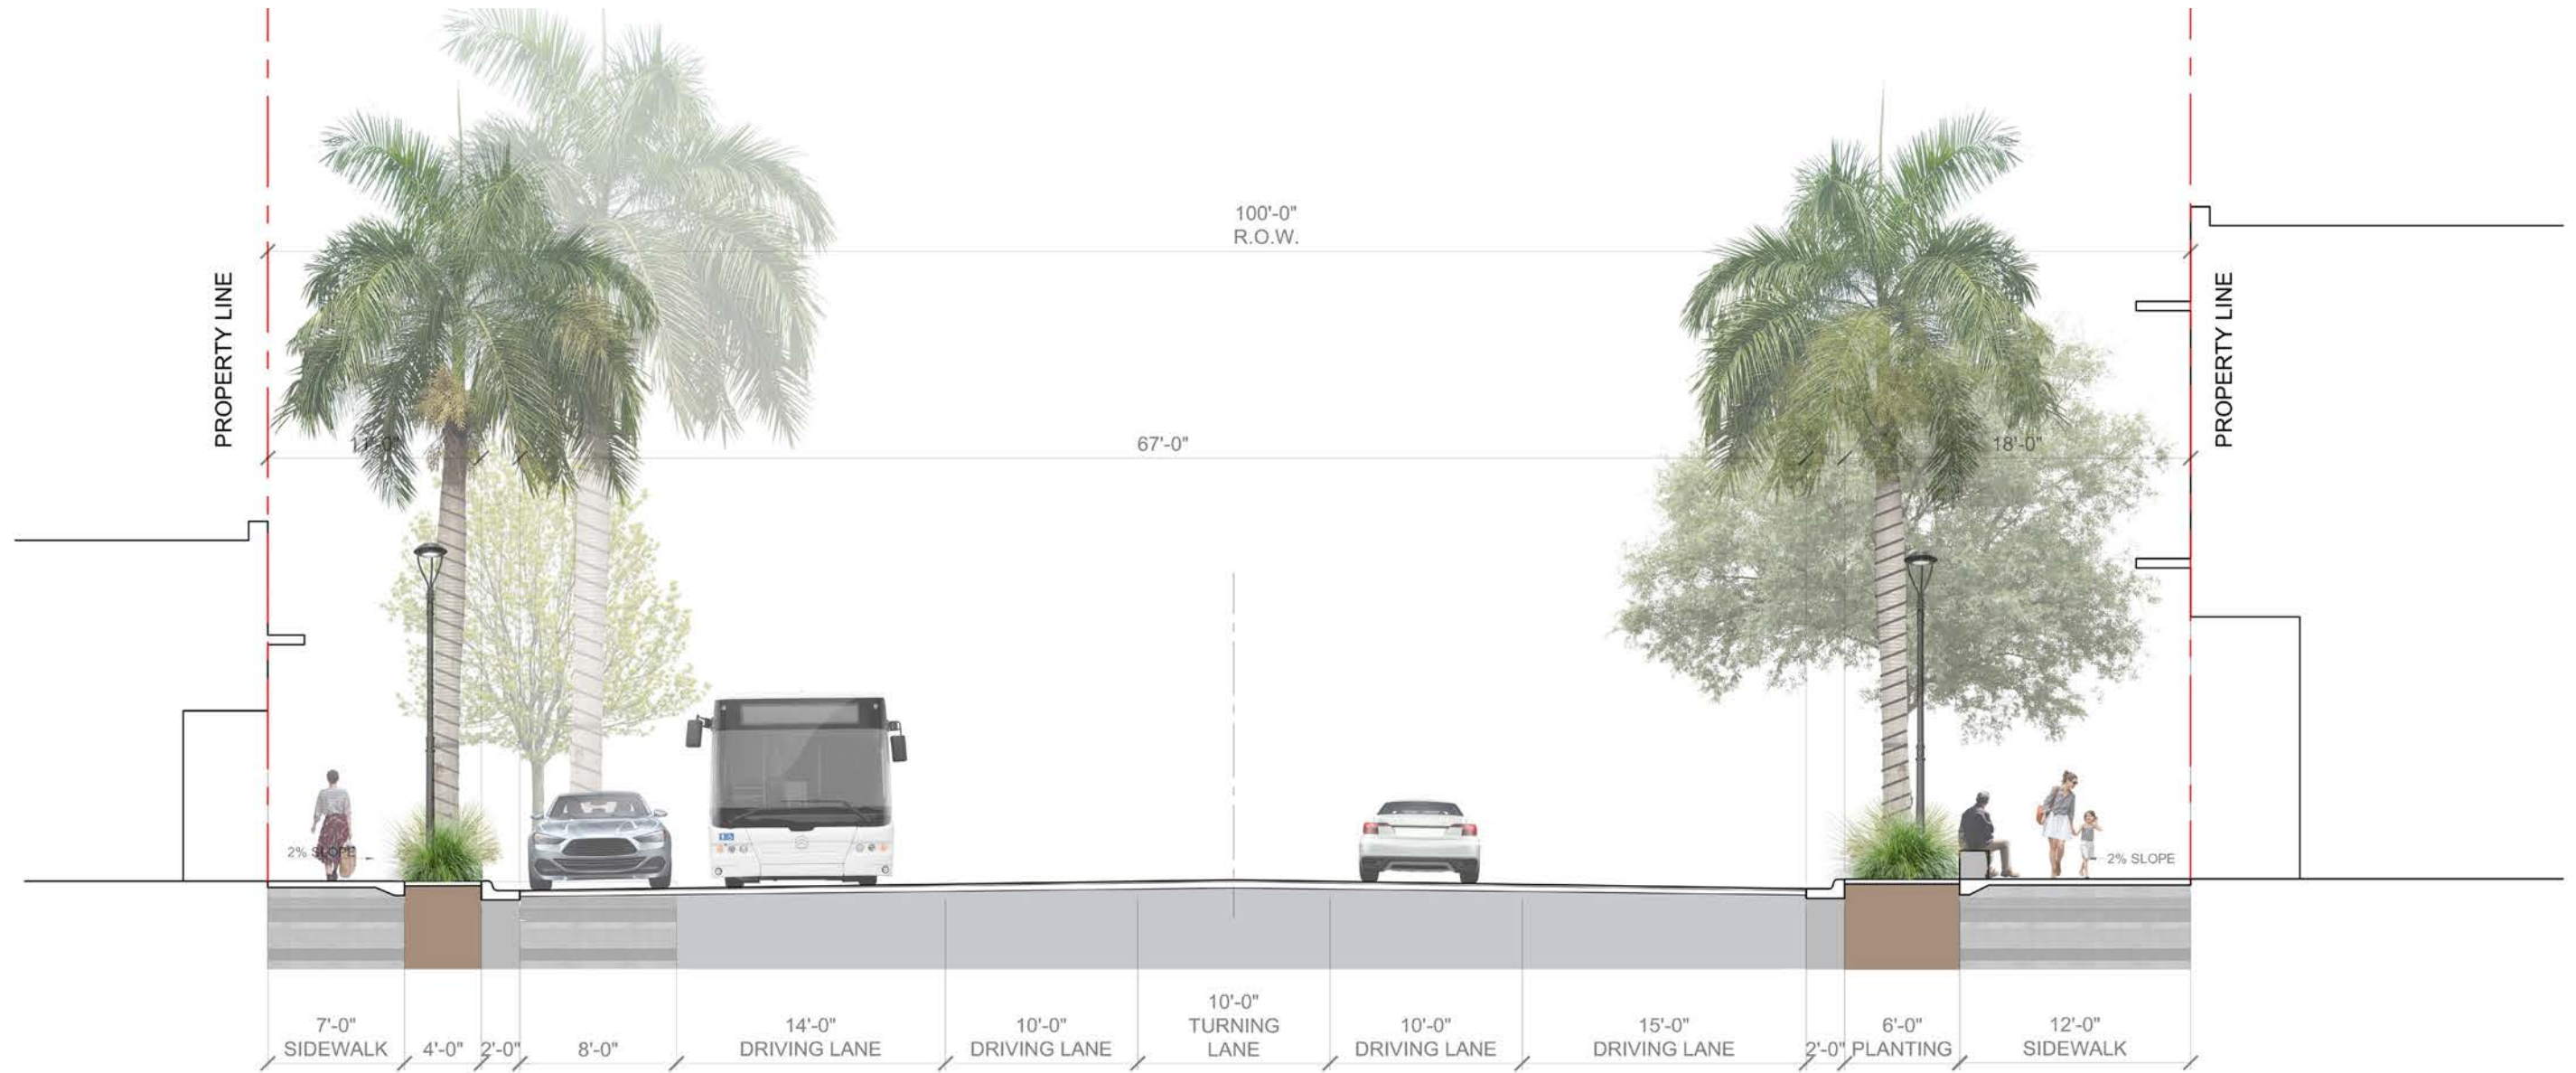 100'-0"
R.O.W.
PROPERTY LINE
PROPERTY LINE
11'-0"
67'-0"
18'-0"
2% SLOPE
2% SLOPE
7'-0"
SIDEWALK
4'-0"
2'-0"
8'-0"
14'-0"
DRIVING LANE
10'-0"
DRIVING LANE
10'-0"
TURNING
LANE
10'-0"
DRIVING LANE
15'-0"
DRIVING LANE
2'-0"
6'-0"
PLANTING
12'-0"
SIDEWALK